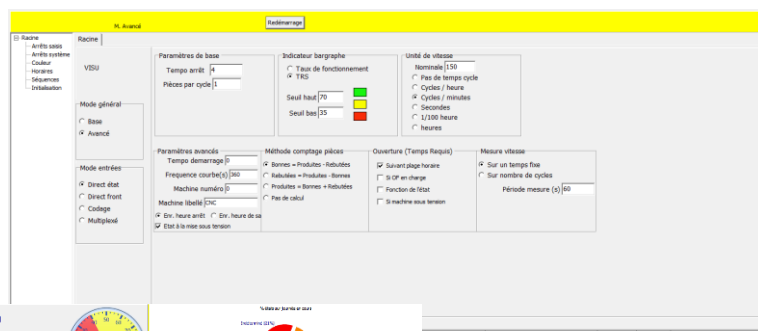 M. Avancé
Redémarrage
Racine
Arrêts saisis
Arrêts système
Couleur
Horaires
Séquences
Initialisation
Racine
VISU
Mode général
Base
Avancé
Mode entrées
Direct état
Direct front
Codage
Multiplexé
Paramètres de base
Tempo arrêt 4
Pièces par cycle 1
Indicateur bargraphe
Taux de fonctionnement
TRS
Seuil haut 70
Seuil bas 35
Unité de vitesse
Nominale 150
Pas de temps cycle
Cycles / heure
Cycles / minutes
Secondes
1/100 heure
heures
Paramètres avancés
Tempo demarrage 0
Frequence courbe(s) 360
Machine numéro 0
Machine libellé CNC
Enr. heure arrêt Enr. heure de sa
Etat à la mise sous tension
Méthode comptage pièces
Bonnes = Produites - Rebutées
Rebutées = Produites - Bonnes
Produites = Bonnes + Rebutées
Pas de calcul
Ouverture (Temps Requis)
Suivant plage horaire
Si OF en charge
Fonction de l'état
Si machine sous tension
Mesure vitesse
Sur un temps fixe
Sur nombre de cycles
Période mesure (s) 60